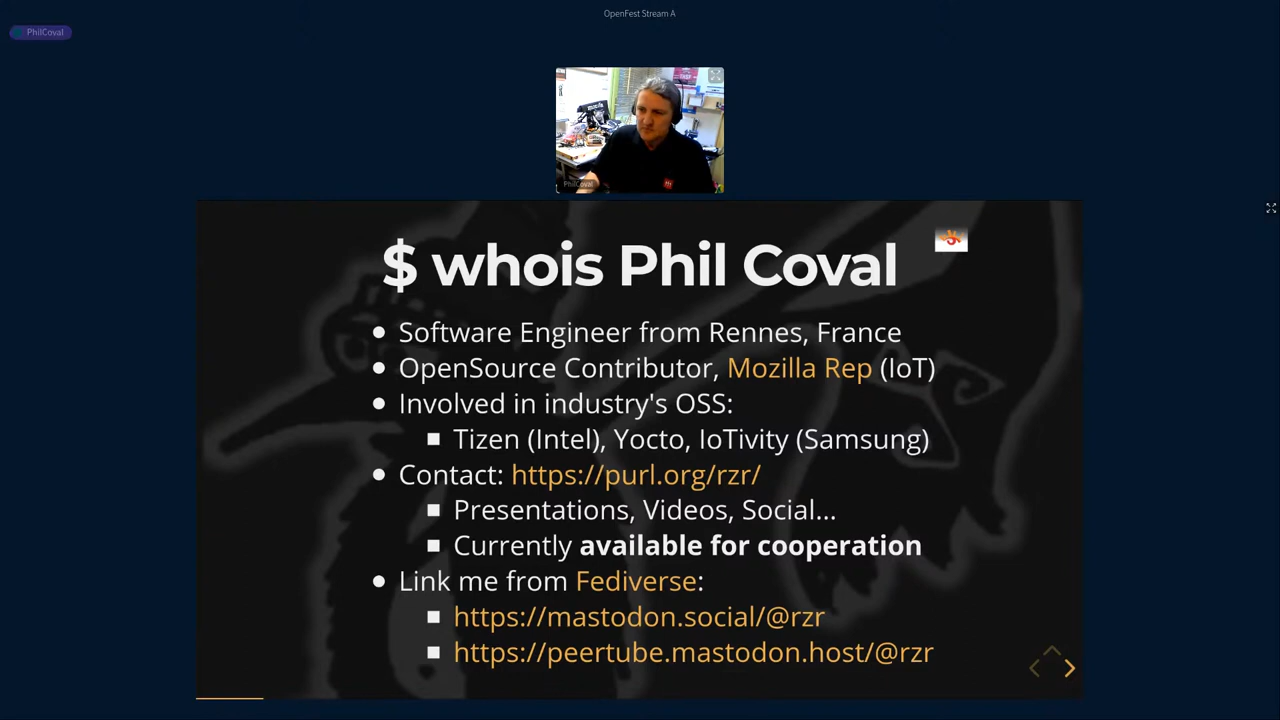 OpenFest Stream A
PhilCoval
PhilCoval
$ whois Phil Coval
Software Engineer from Rennes, France
OpenSource Contributor, Mozilla Rep (IoT)
Involved in industry's OSS:
Tizen (Intel), Yocto, IoTivity (Samsung)
Contact: https://purl.org/rzr/
Presentations, Videos, Social...
Currently available for cooperation
Link me from Fediverse:
https://mastodon.social/@rzr
https://peertube.mastodon.host/@rzr